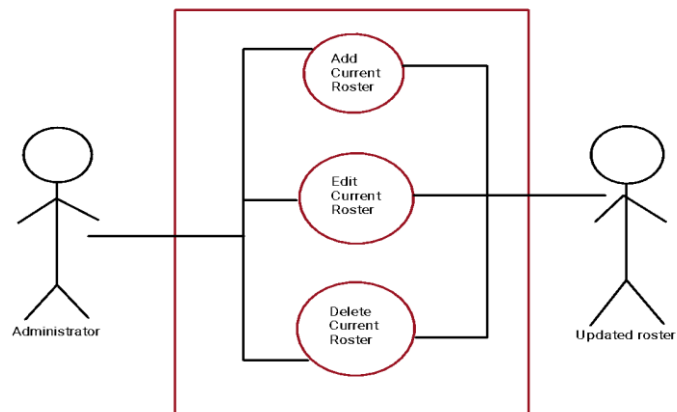 Add
Current
Roster
Edit
Current
Roster
Delete
Current
Roster
Administrator
Updated roster